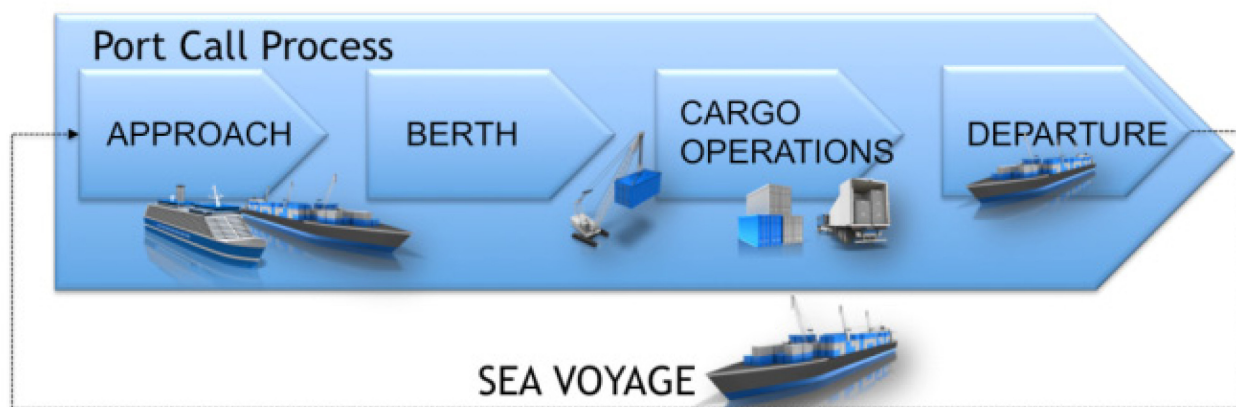 Port Call Process
APPROACH
BERTH
CARGO
OPERATIONS
DEPARTURE
SEA VOYAGE